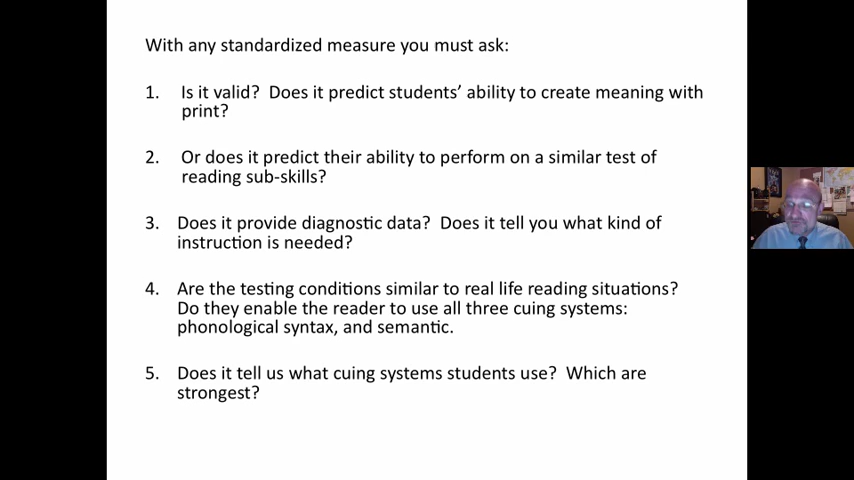 With any standardized measure you must ask:
1. Is it valid? Does it predict students’ ability to create meaning with
print?
2. Or does it predict their ability to perform on a similar test of
reading sub-skills?
3. Does it provide diagnostic data? Does it tell you what kind of
instruction is needed?
4. Are the testing conditions similar to real life reading situations?
Do they enable the reader to use all three cuing systems:
phonological syntax, and semantic.
5. Does it tell us what cuing systems students use? Which are
strongest?